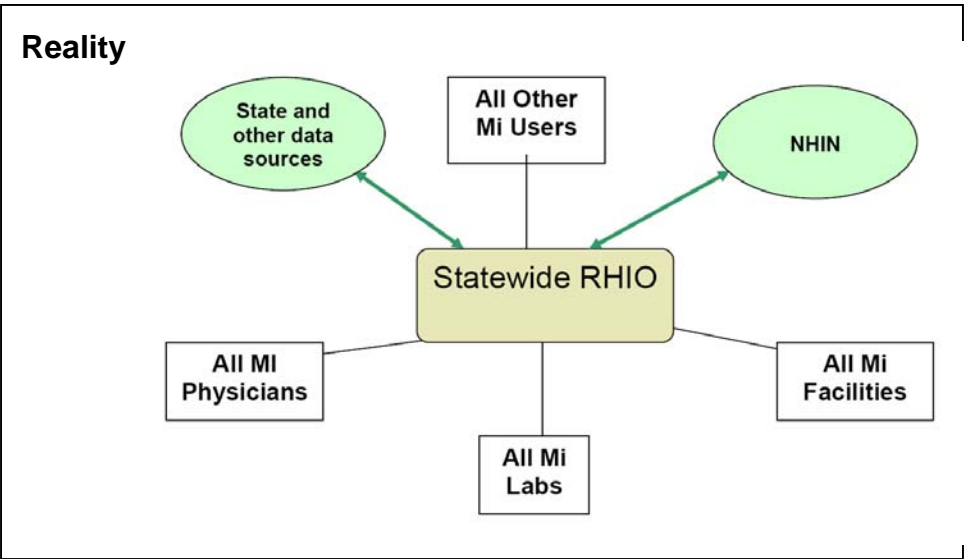 Reality
State and
other data
sources
All Other
Mi Users
NHIN
Statewide RHIO
All MI
Physicians
All Mi
Labs
All Mi
Facilities